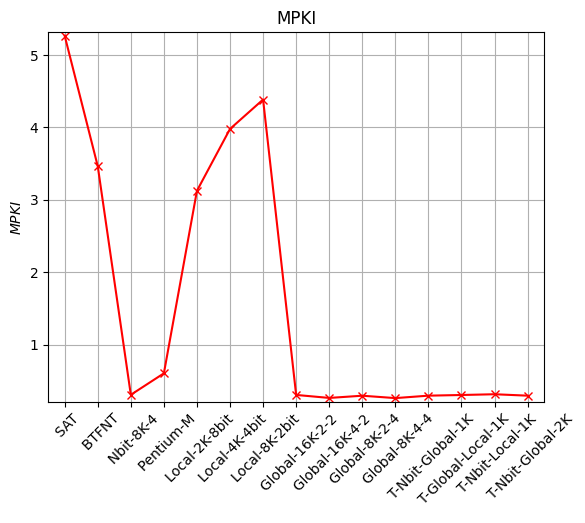 MPKI
5
4
3
2
1
MPKI
SAT
BTFNT
Nbit-8K-4
Pentium-M
Local-2K-8bit
Local-4K-4bit
Local-8K-2bit
Global-16K-2-2
Global-16K-4-2
Global-8K-2-4
Global-8K-4-4
T-Nbit-Global-1K
T-Global-Local-1K
T-Nbit-Local-1K
T-Nbit-Global-2K